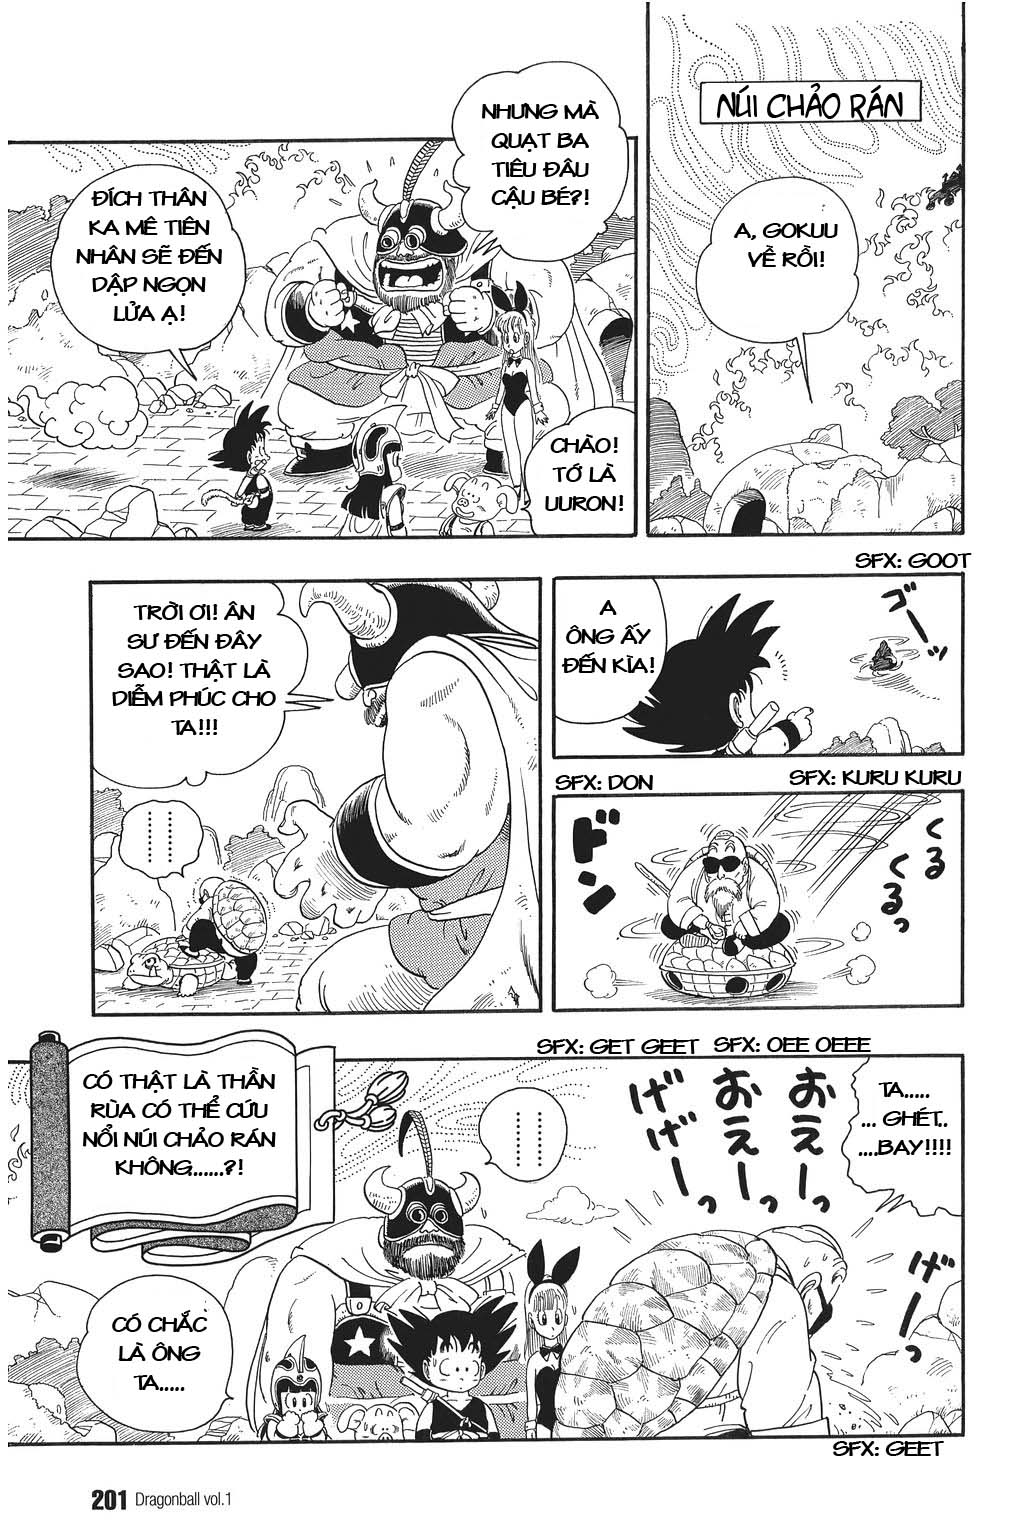 NÚI CHẢO RÁN
A, GOKUU
VỀ RỒI!
NHƯNG MÀ
QUẠT BA
TIÊU ĐÂU
CẬU BÉ?!
ĐÍCH THÂN
KA MÊ TIÊN
NHÂN SẼ ĐẾN
DẬP NGỌN
LỬA Ạ!
CHÀO!
TỚ LÀ
UURON!
SFX: GOOT
ゴーッ
A
ÔNG ẤY
ĐẾN KÌA!
TRỜI ƠI! ÂN
SƯ ĐẾN ĐÂY
SAO! THẬT LÀ
DIỄM PHÚC CHO
TA!!!
SFX: DON
SFX: KURU KURU
ドン
くる
くるっ
SFX: GET GEET SFX: OEE OEEE
TA.....
... GHÉT..
....BAY!!!!
おえーっ
おえーっ
げげーっ
CÓ THẬT LÀ THẦN
RÙA CÓ THỂ CỨU
NỔI NÚI CHẢO RÁN
KHÔNG......?!
げーっ
CÓ CHẮC
LÀ ÔNG
TA.....
SFX: GEET
201 Dragonball vol.1